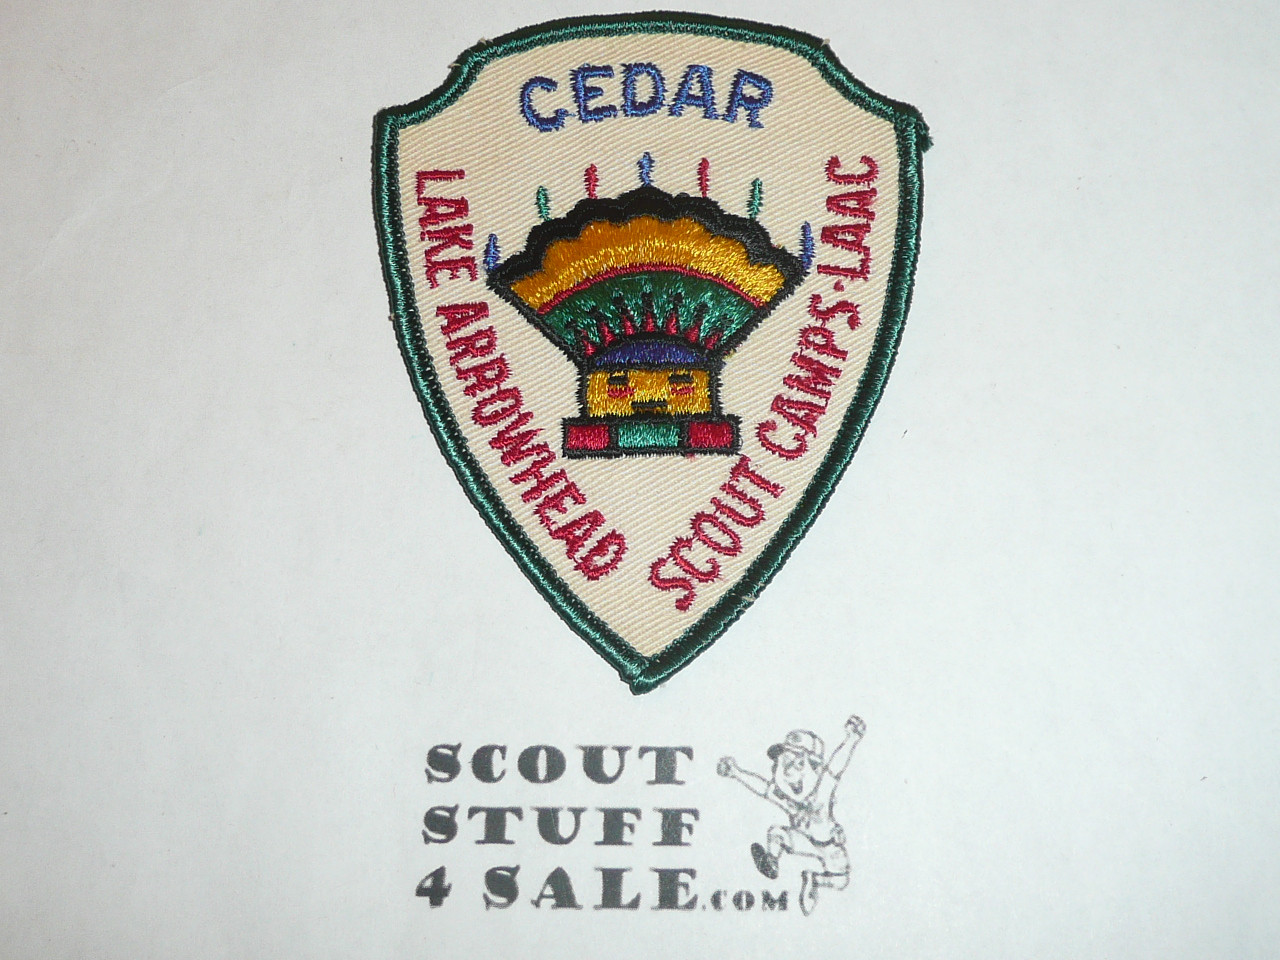 CEDAR
LAKE ARROWHEAD
SCOUT CAMPS·LAAC
SCOUT
STUFF
4 SALE.COM